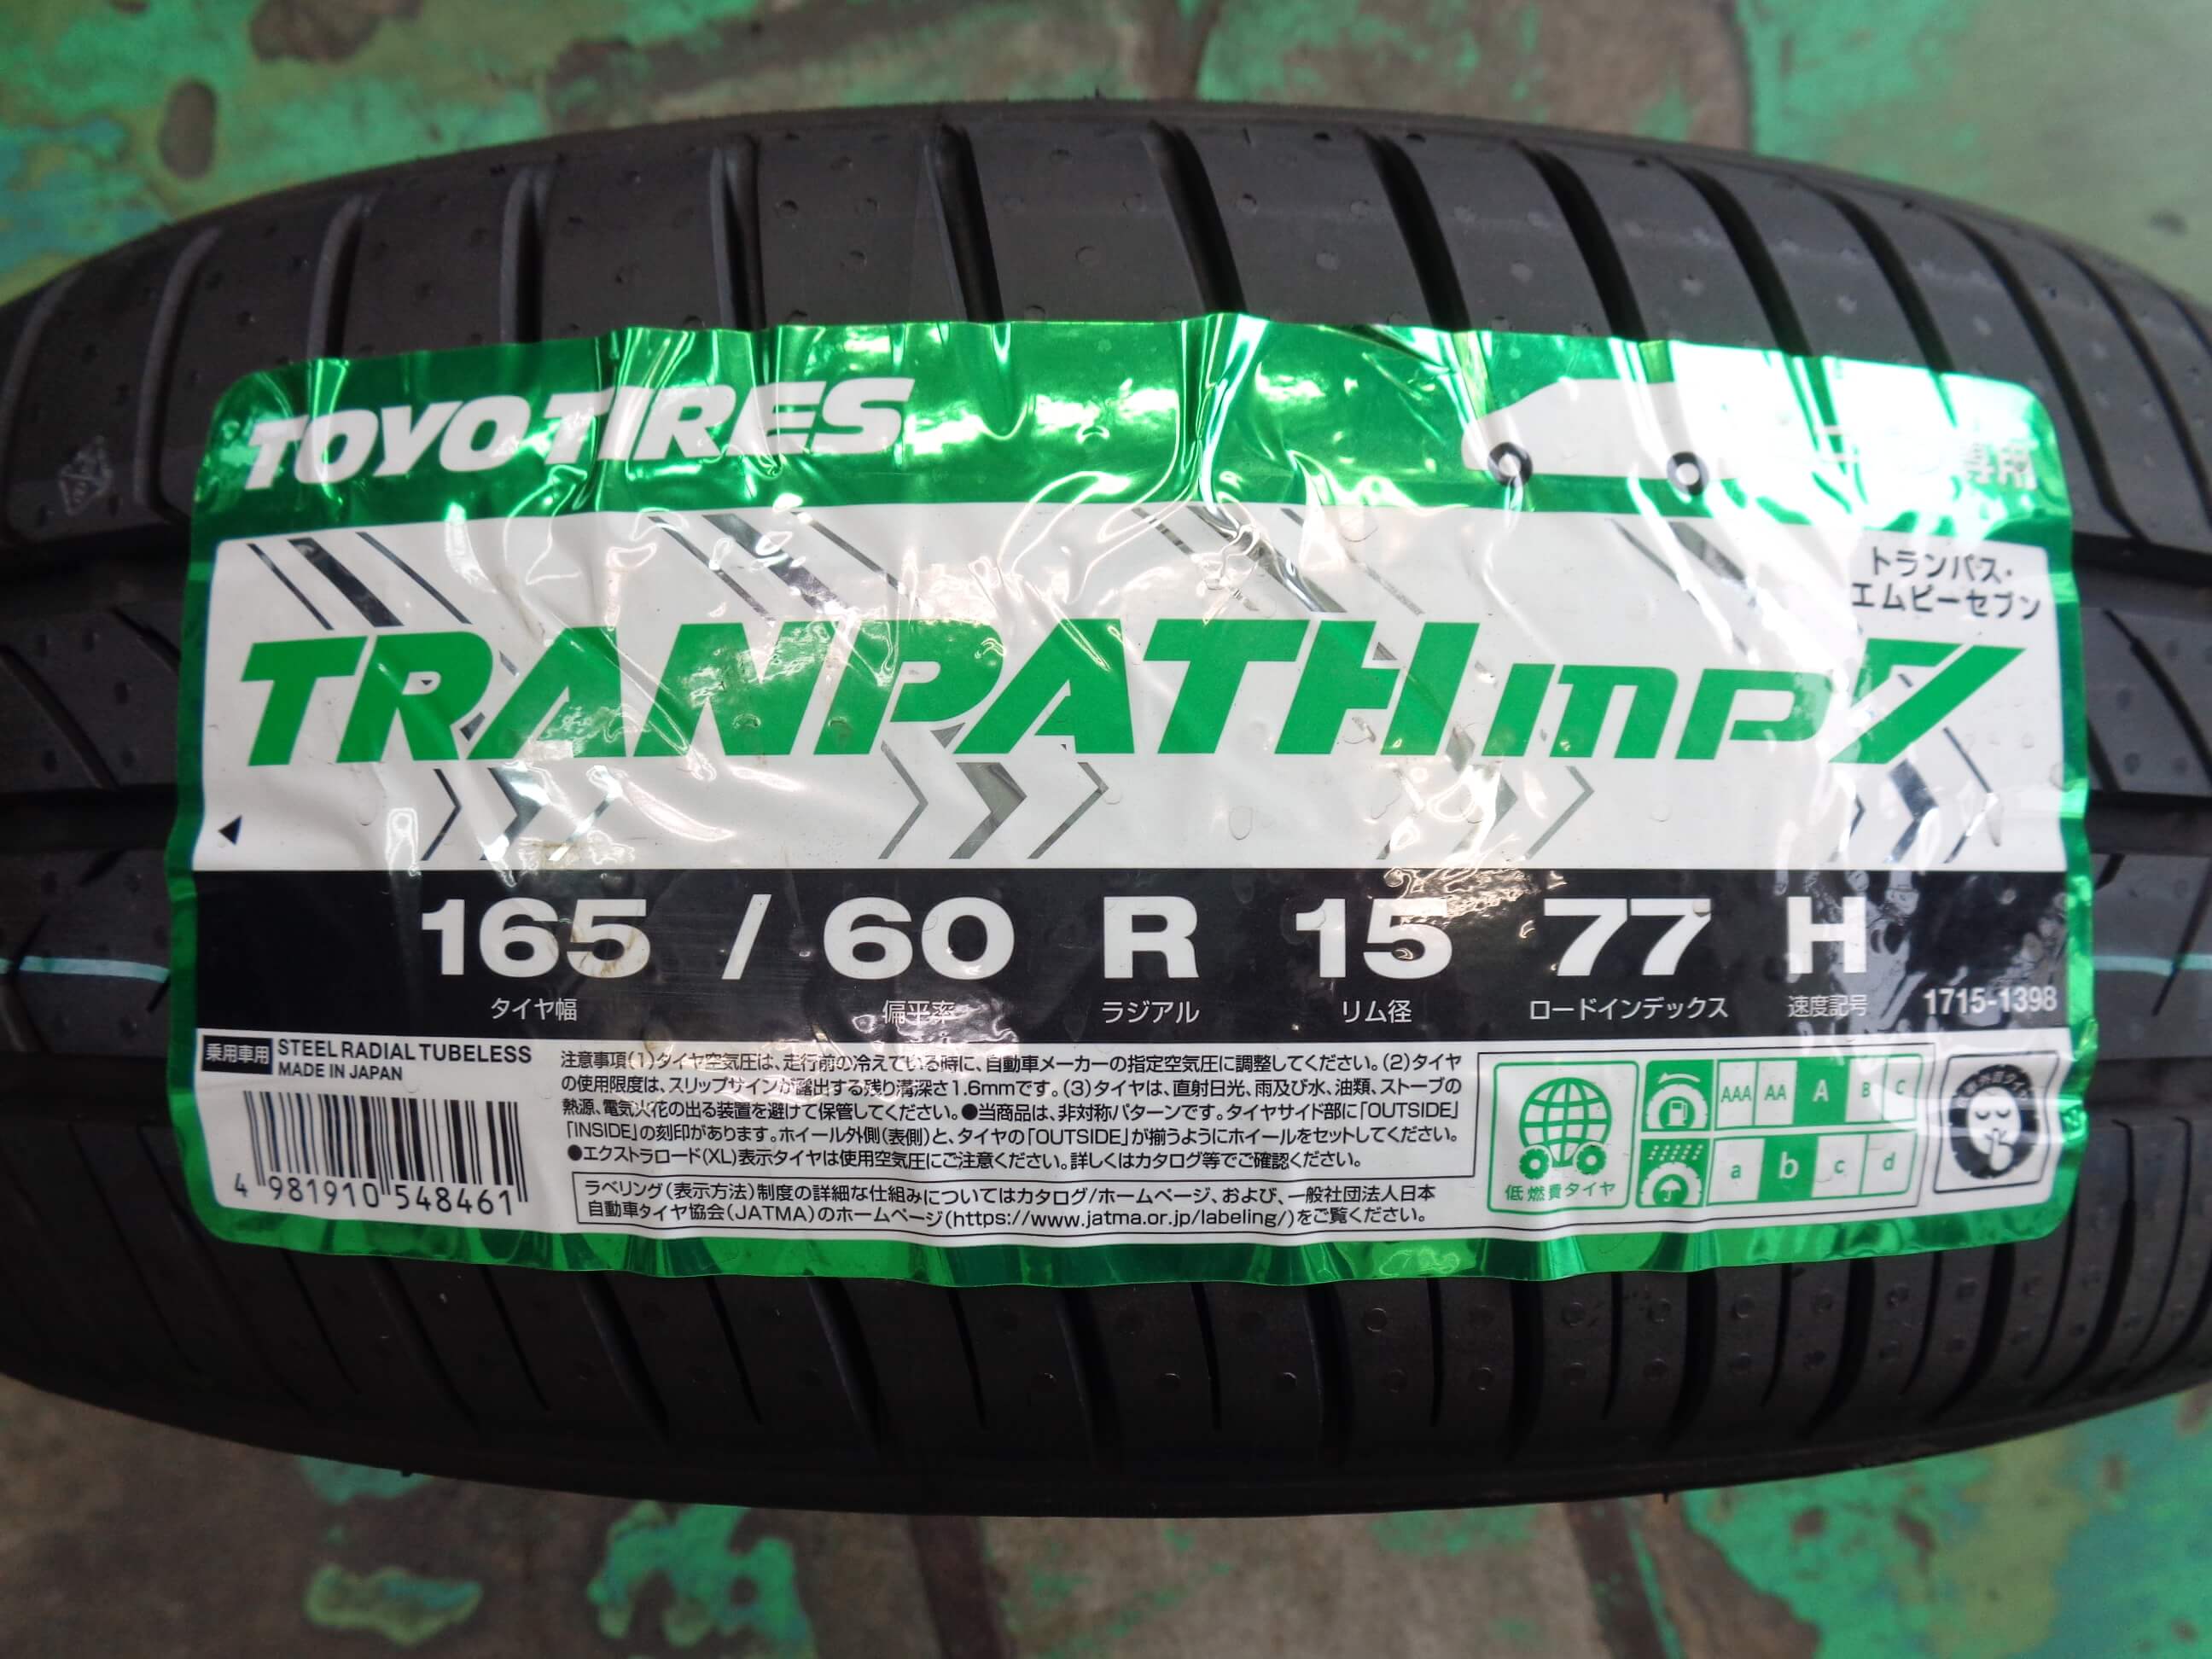 TOYO TIRES
専用
トランパス・
エムピーセブン
TRANPATH mp7
165 / 60 R 15 77 H
タイヤ幅 偏平率 ラジアル リム径 ロードインデックス 速度記号 1715-1398
乗用車用 STEEL RADIAL TUBELESS
MADE IN JAPAN
4 981910 548461
注意事項(1)タイヤ空気圧は、走行前の冷えている時に、自動車メーカーの指定空気圧に調整してください。(2)タイヤ
の使用限度は、スリップサインが露出する残り溝深さ1.6mmです。(3)タイヤは、直射日光、雨及び水、油類、ストーブの
熱源、電気火花の出る装置を避けて保管してください。●当商品は、非対称パターンです。タイヤサイド部に「OUTSIDE」
「INSIDE」の刻印があります。ホイール外側(表側)と、タイヤの「OUTSIDE」が揃うようにホイールをセットしてください。
●エクストラロード(XL)表示タイヤは使用空気圧にご注意ください。詳しくはカタログ等でご確認ください。
ラベリング(表示方法)制度の詳細な仕組みについてはカタログ/ホームページ、および、一般社団法人日本
自動車タイヤ協会(JATMA)のホームページ(https://www.jatma.or.jp/labeling/)をご覧ください。
低燃費タイヤ
AAA AA A B C
a b c d